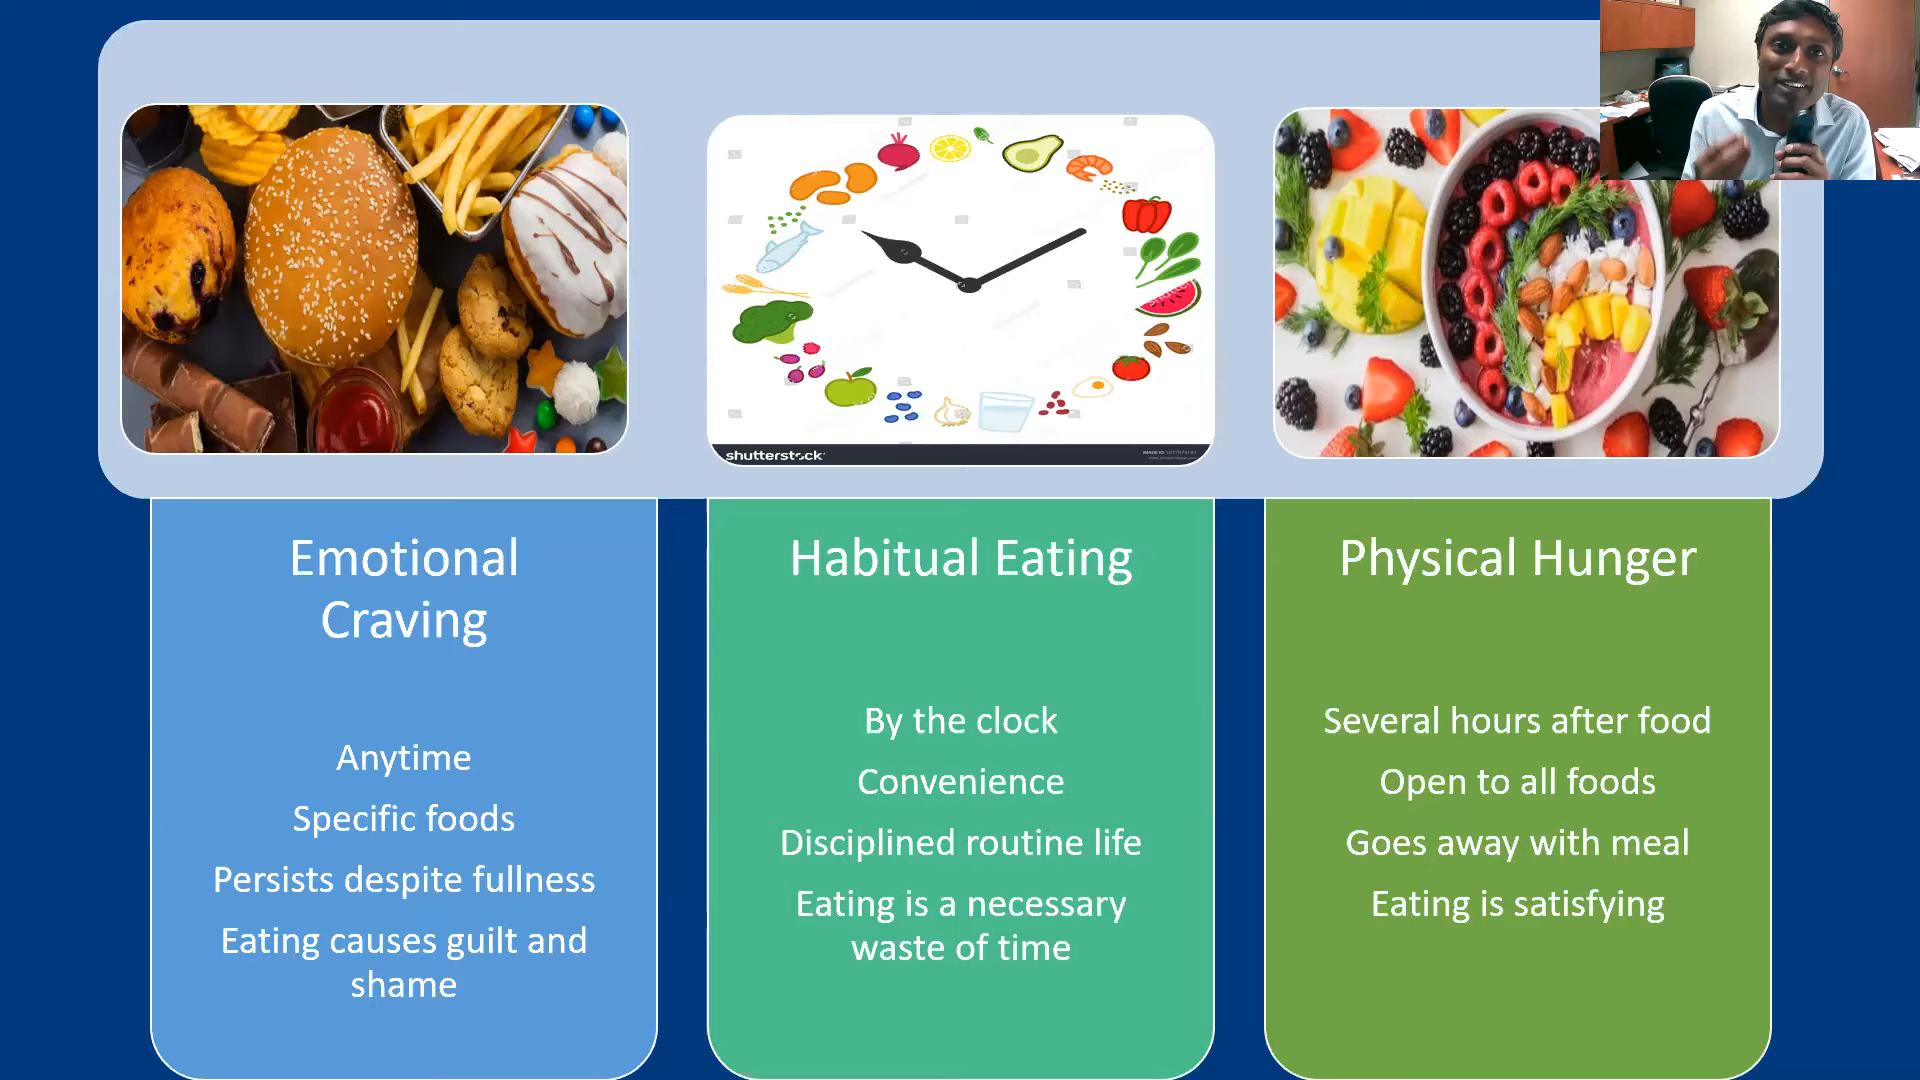 shutterstock
Emotional
Craving
Anytime
Specific foods
Persists despite fullness
Eating causes guilt and
shame
Habitual Eating
By the clock
Convenience
Disciplined routine life
Eating is a necessary
waste of time
Physical Hunger
Several hours after food
Open to all foods
Goes away with meal
Eating is satisfying